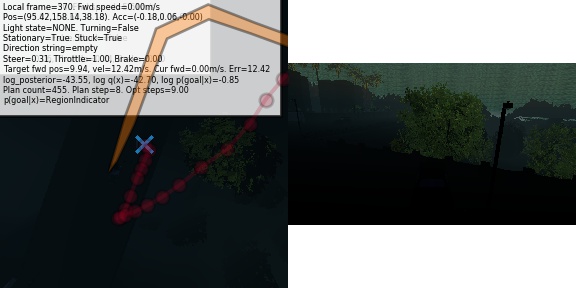 Local frame=370. Fwd speed=0.00m/s
Pos=(95.42,158.14,38.18). Acc=(-0.18,0.06,-0.00)
Light state=NONE. Turning=False
Stationary=True. Stuck=True
Direction string=empty
Steer=0.31, Throttle=1.00, Brake=0.00
Target fwd pos=9.94, vel=12.42m/s. Cur fwd=0.00m/s. Err=12.42
log_posterior=-43.55, log q(x)=-42.70, log p(goal|x)=-0.85
Plan count=455. Plan step=8. Opt steps=9.00
p(goal|x)=RegionIndicator